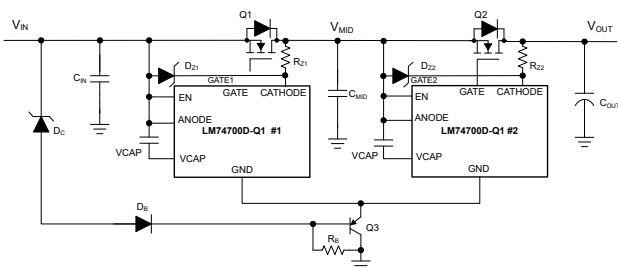 Q1
Q2
VIN
VMID
VOUT
DZ1
RZ1
DZ2
RZ2
CIN
GATE1
CMID
GATE2
COUT
GATE CATHODE
GATE CATHODE
EN
EN
ANODE
ANODE
DC
LM74700D-Q1 #1
LM74700D-Q1 #2
VCAP
VCAP
VCAP
VCAP
GND
GND
DB
Q3
RB